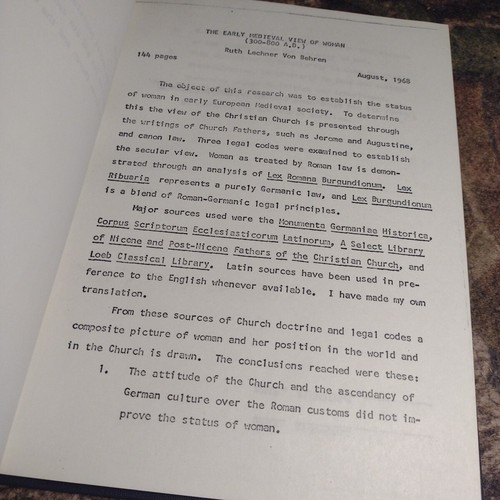 THE EARLY MEDIEVAL VIEW OF WOMAN
(300-800 A.D.)
Ruth Lechner Von Behren
144 pages
August, 1968
The object of this research was to establish the status
of woman in early European Medieval society. To determine
this the view of the Christian Church is presented through
the writings of Church Fathers, such as Jerome and Augustine,
and canon law. Three legal codes were examined to establish
the secular view. Woman as treated by Roman law is demon-
strated through an analysis of Lex Romana Burgundionum. Lex
Ribuaria represents a purely Germanic law, and Lex Burgundionum
is a blend of Roman-Germanic legal principles.
Major sources used were the Monumenta Germaniae Historica,
Corpus Scriptorum Ecclesiasticorum Latinorum, A Select Library
of Nicene and Post-Nicene Fathers of the Christian Church, and
Loeb Classical Library. Latin sources have been used in pre-
ference to the English whenever available. I have made my own
translation.
From these sources of Church doctrine and legal codes a
composite picture of woman and her position in the world and
in the Church is drawn. The conclusions reached were these:
1. The attitude of the Church and the ascendancy of
German culture over the Roman customs did not im-
prove the status of woman.